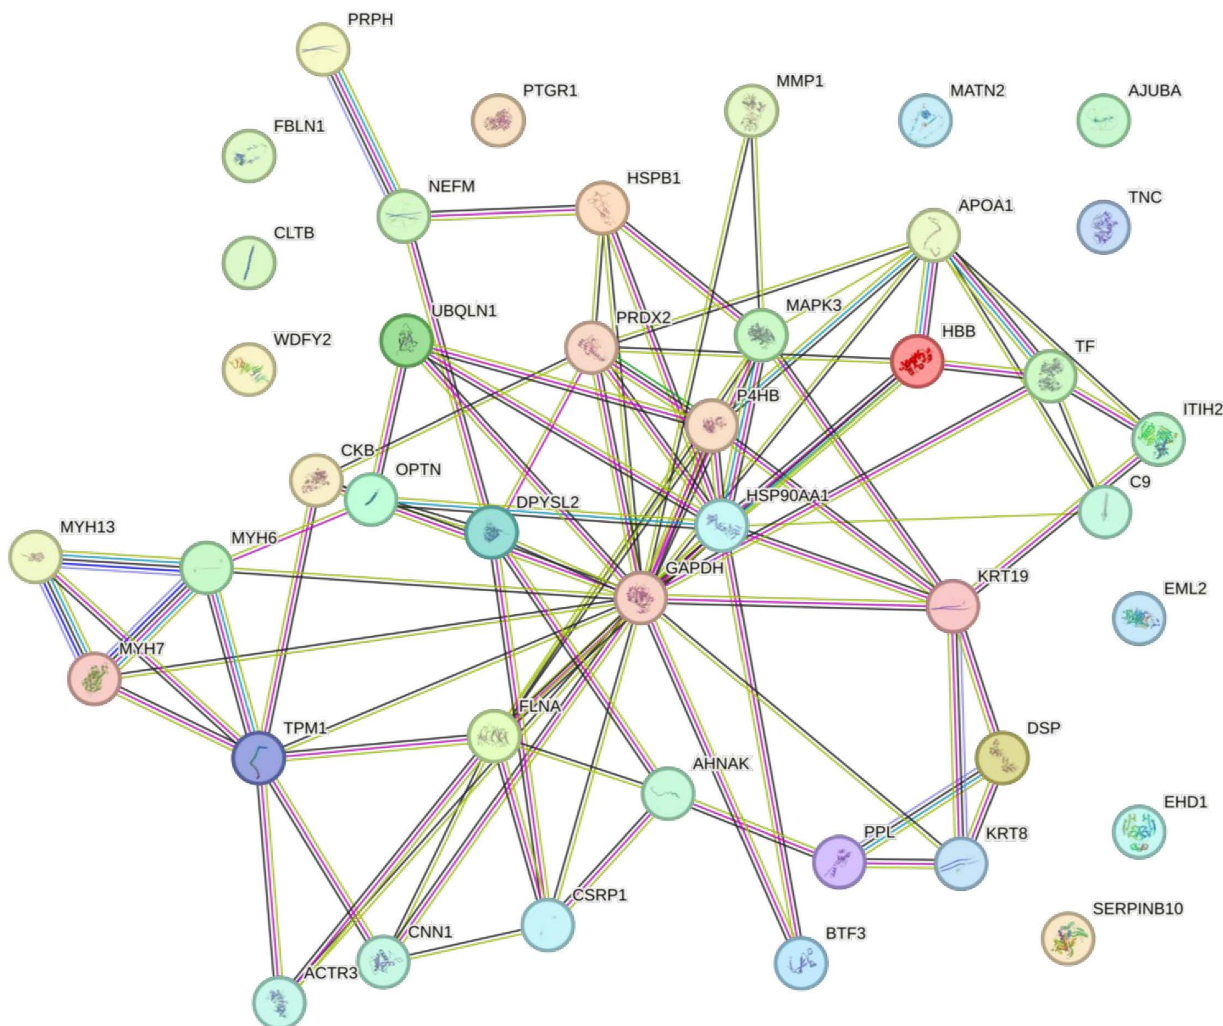 PRPH
PTGR1
MMP1
MATN2
AJUBA
FBLN1
NEFM
HSPB1
APOA1
TNC
CLTB
UBQLN1
PRDX2
MAPK3
HBB
TF
WDFY2
P4HB
ITIH2
CKB
OPTN
DPYSL2
HSP90AA1
C9
MYH13
MYH6
GAPDH
KRT19
EML2
MYH7
TPM1
FLNA
DSP
AHNAK
PPL
KRT8
EHD1
CSRP1
SERPINB10
CNN1
BTF3
ACTR3